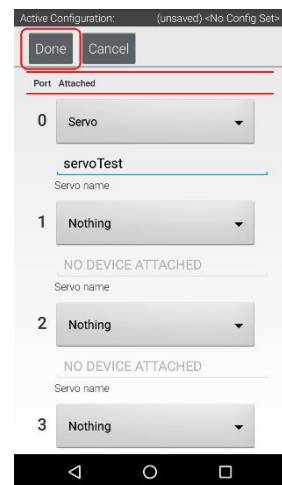 Active Configuration: (unsaved) <No Config Set>
Done Cancel
Port Attached
0 Servo
servoTest
Servo name
1 Nothing
NO DEVICE ATTACHED
Servo name
2 Nothing
NO DEVICE ATTACHED
Servo name
3 Nothing